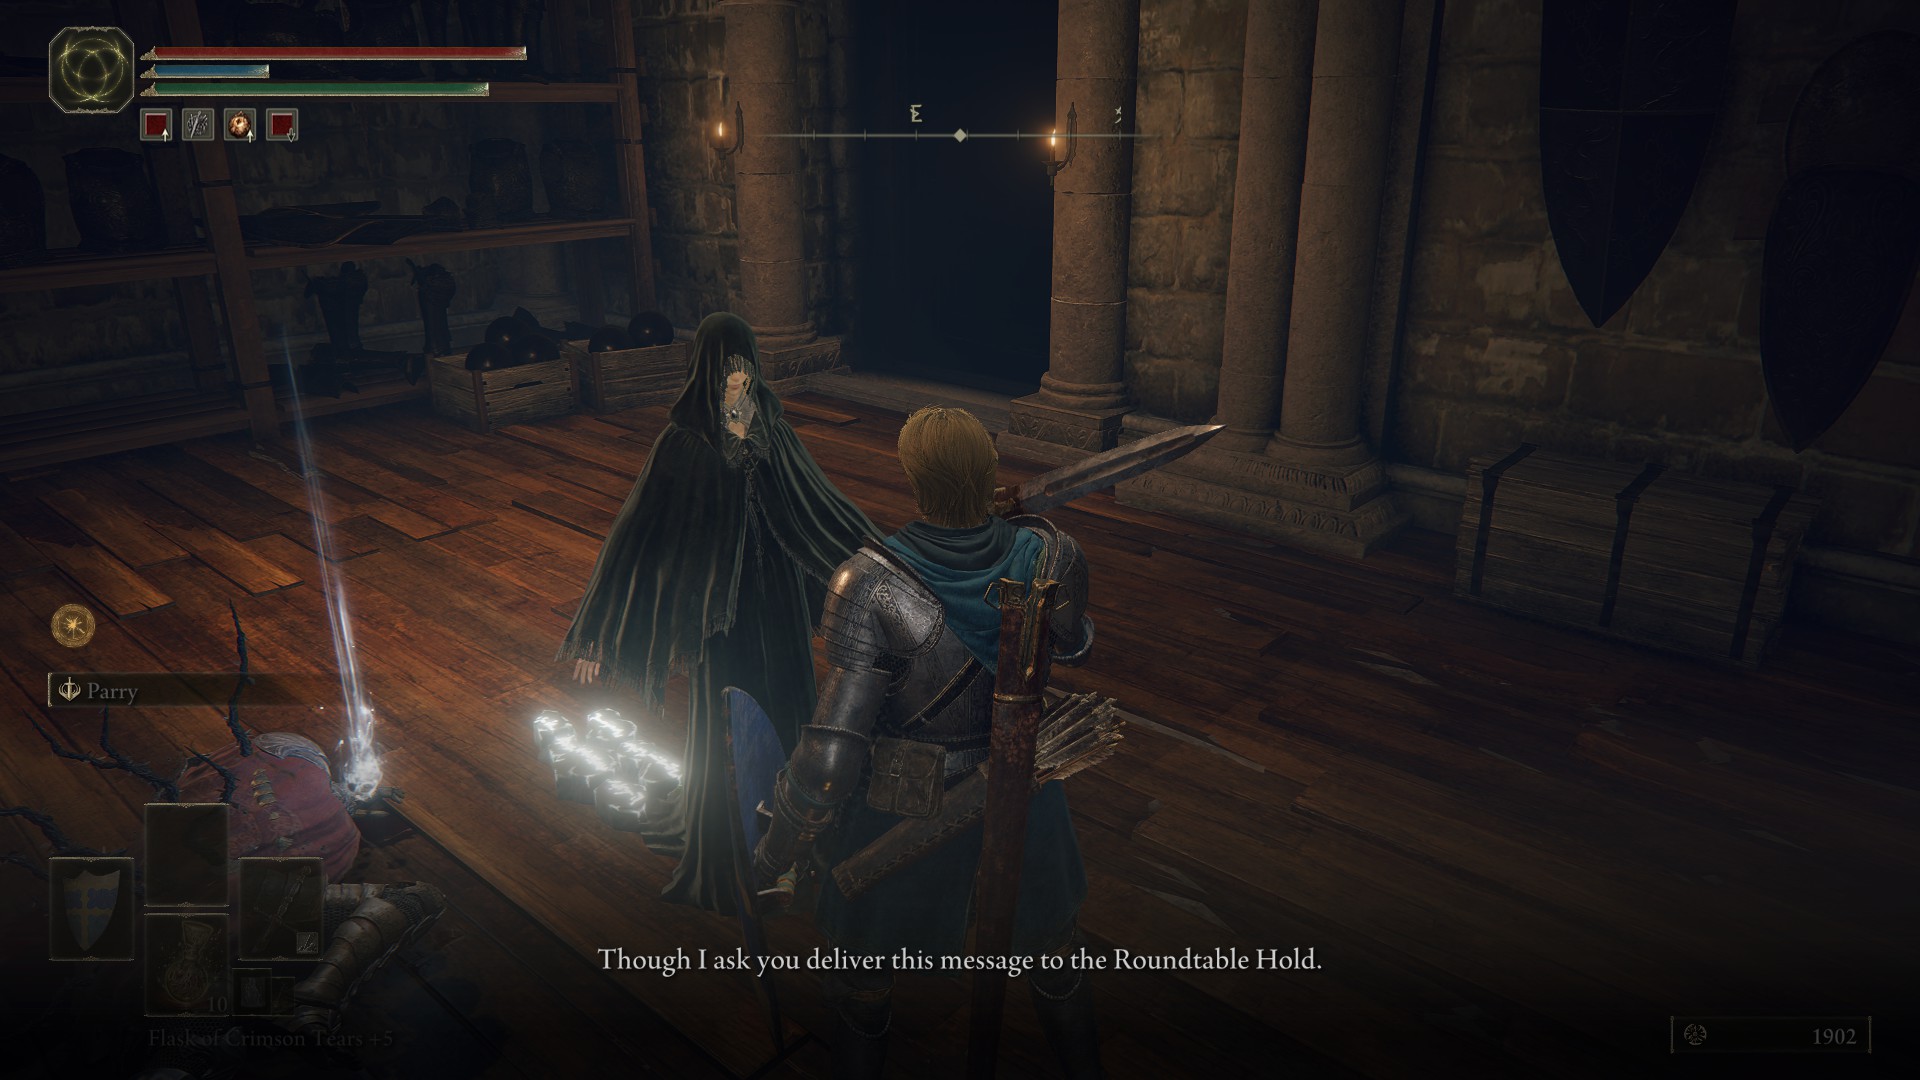 E
Parry
Though I ask you deliver this message to the Roundtable Hold.
10
Flask of Crimson Tears +5
1902